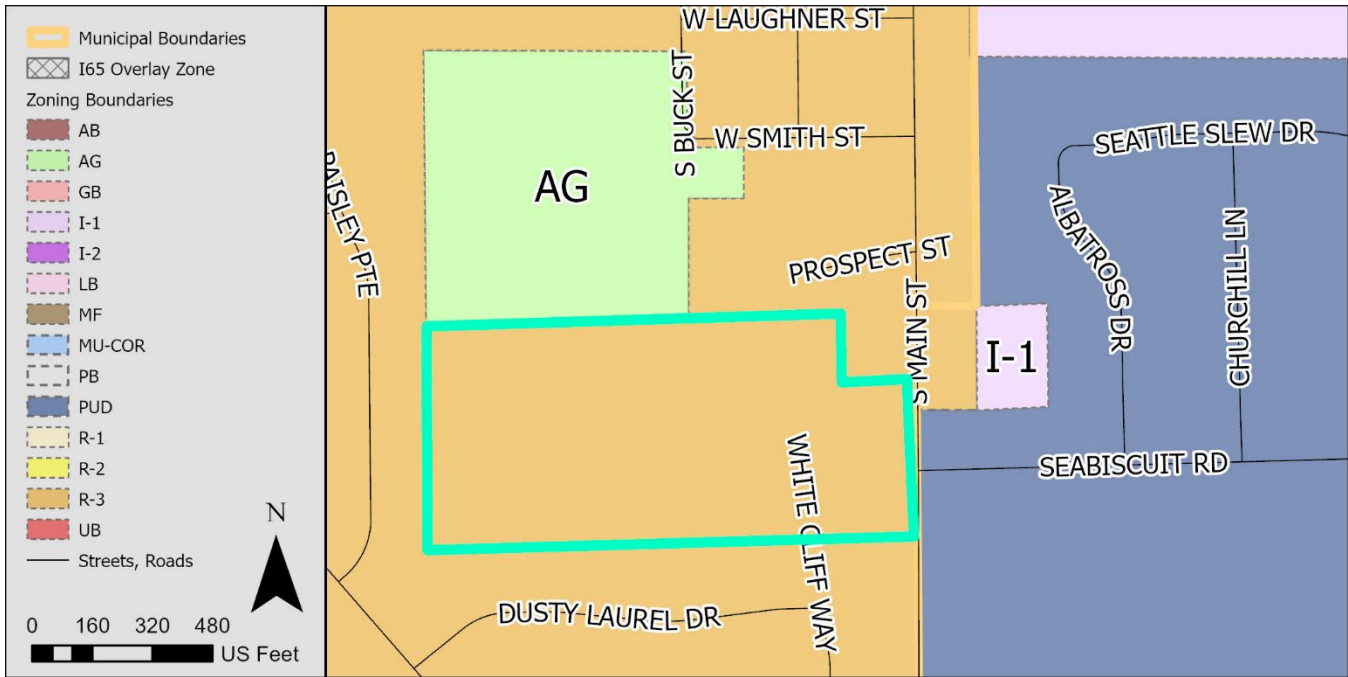 Municipal Boundaries
I65 Overlay Zone
Zoning Boundaries
AB
AG
GB
I-1
I-2
LB
MF
MU-COR
PB
PUD
R-1
R-2
R-3
UB
Streets, Roads
N
0 160 320 480
US Feet
W LAUGHNER ST
S BUCK ST
W SMITH ST
AG
PAISLEY PTE
PROSPECT ST
S MAIN ST
I-1
SEATTLE SLEW DR
ALBATROSS DR
CHURCHILL LN
SEABISCUIT RD
WHITE CLIFF WAY
DUSTY LAUREL DR